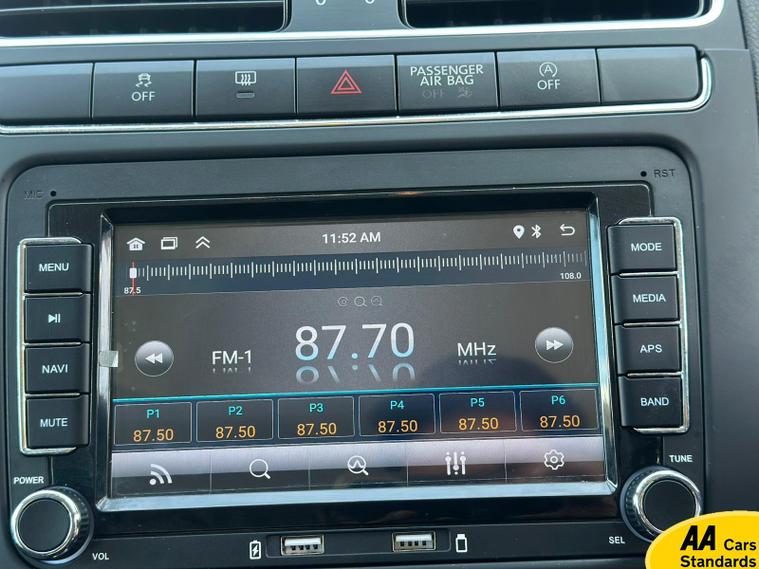 OFF
PASSENGER
AIR BAG
OFF
OFF
MIC
RST
11:52 AM
MENU
NAVI
MUTE
MODE
MEDIA
APS
BAND
87.5
108.0
FM-1
87.70
MHz
P1 P2 P3 P4 P5 P6
87.50 87.50 87.50 87.50 87.50 87.50
POWER
VOL
TUNE
SEL
AA Cars
Standards